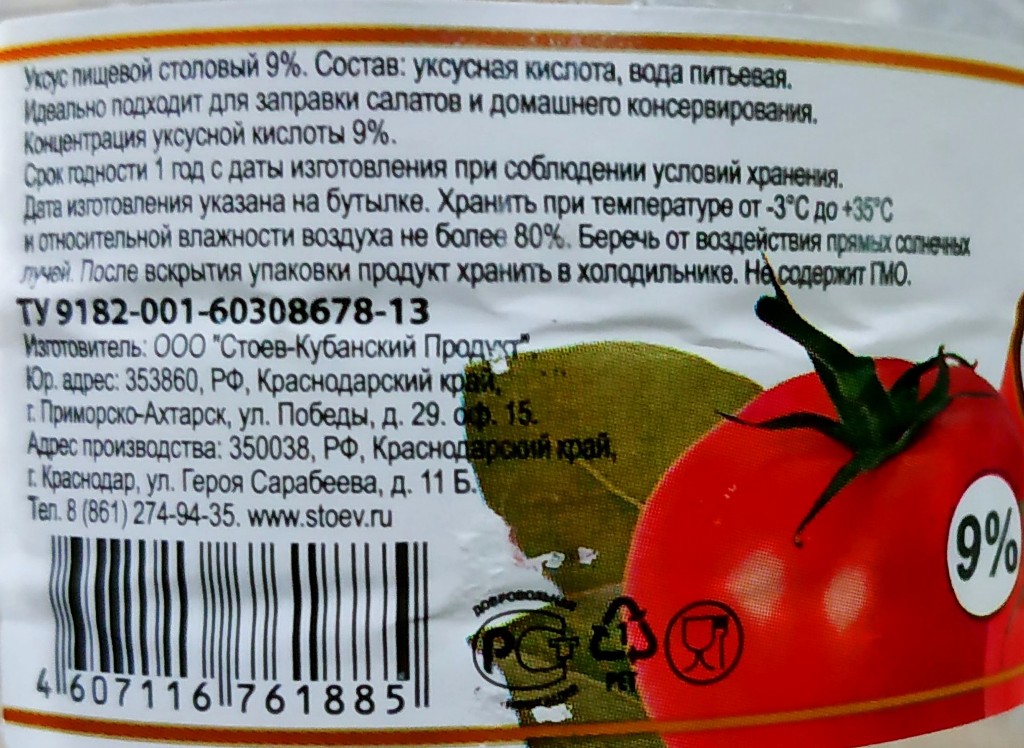 Уксус пищевой столовый 9%. Состав: уксусная кислота, вода питьевая.
Идеально подходит для заправки салатов и домашнего консервирования.
Концентрация уксусной кислоты 9%.
Срок годности 1 год с даты изготовления при соблюдении условий хранения.
Дата изготовления указана на бутылке. Хранить при температуре от -3°С до +35°С
и относительной влажности воздуха не более 80%. Беречь от воздействия прямых солнечных
лучей. После вскрытия упаковки продукт хранить в холодильнике. Не содержит ГМО.
ТУ 9182-001-60308678-13
Изготовитель: ООО "Стоев-Кубанский Продукт",
Юр. адрес: 353860, РФ, Краснодарский край,
г. Приморско-Ахтарск, ул. Победы, д. 29. оф. 15.
Адрес производства: 350038, РФ, Краснодарский край,
г. Краснодар, ул. Героя Сарабеева, д. 11 Б.
Тел. 8 (861) 274-94-35. www.stoev.ru
9%
ДОБРОВОЛЬНАЯ
РСТ
1
PET
4 607116 761885